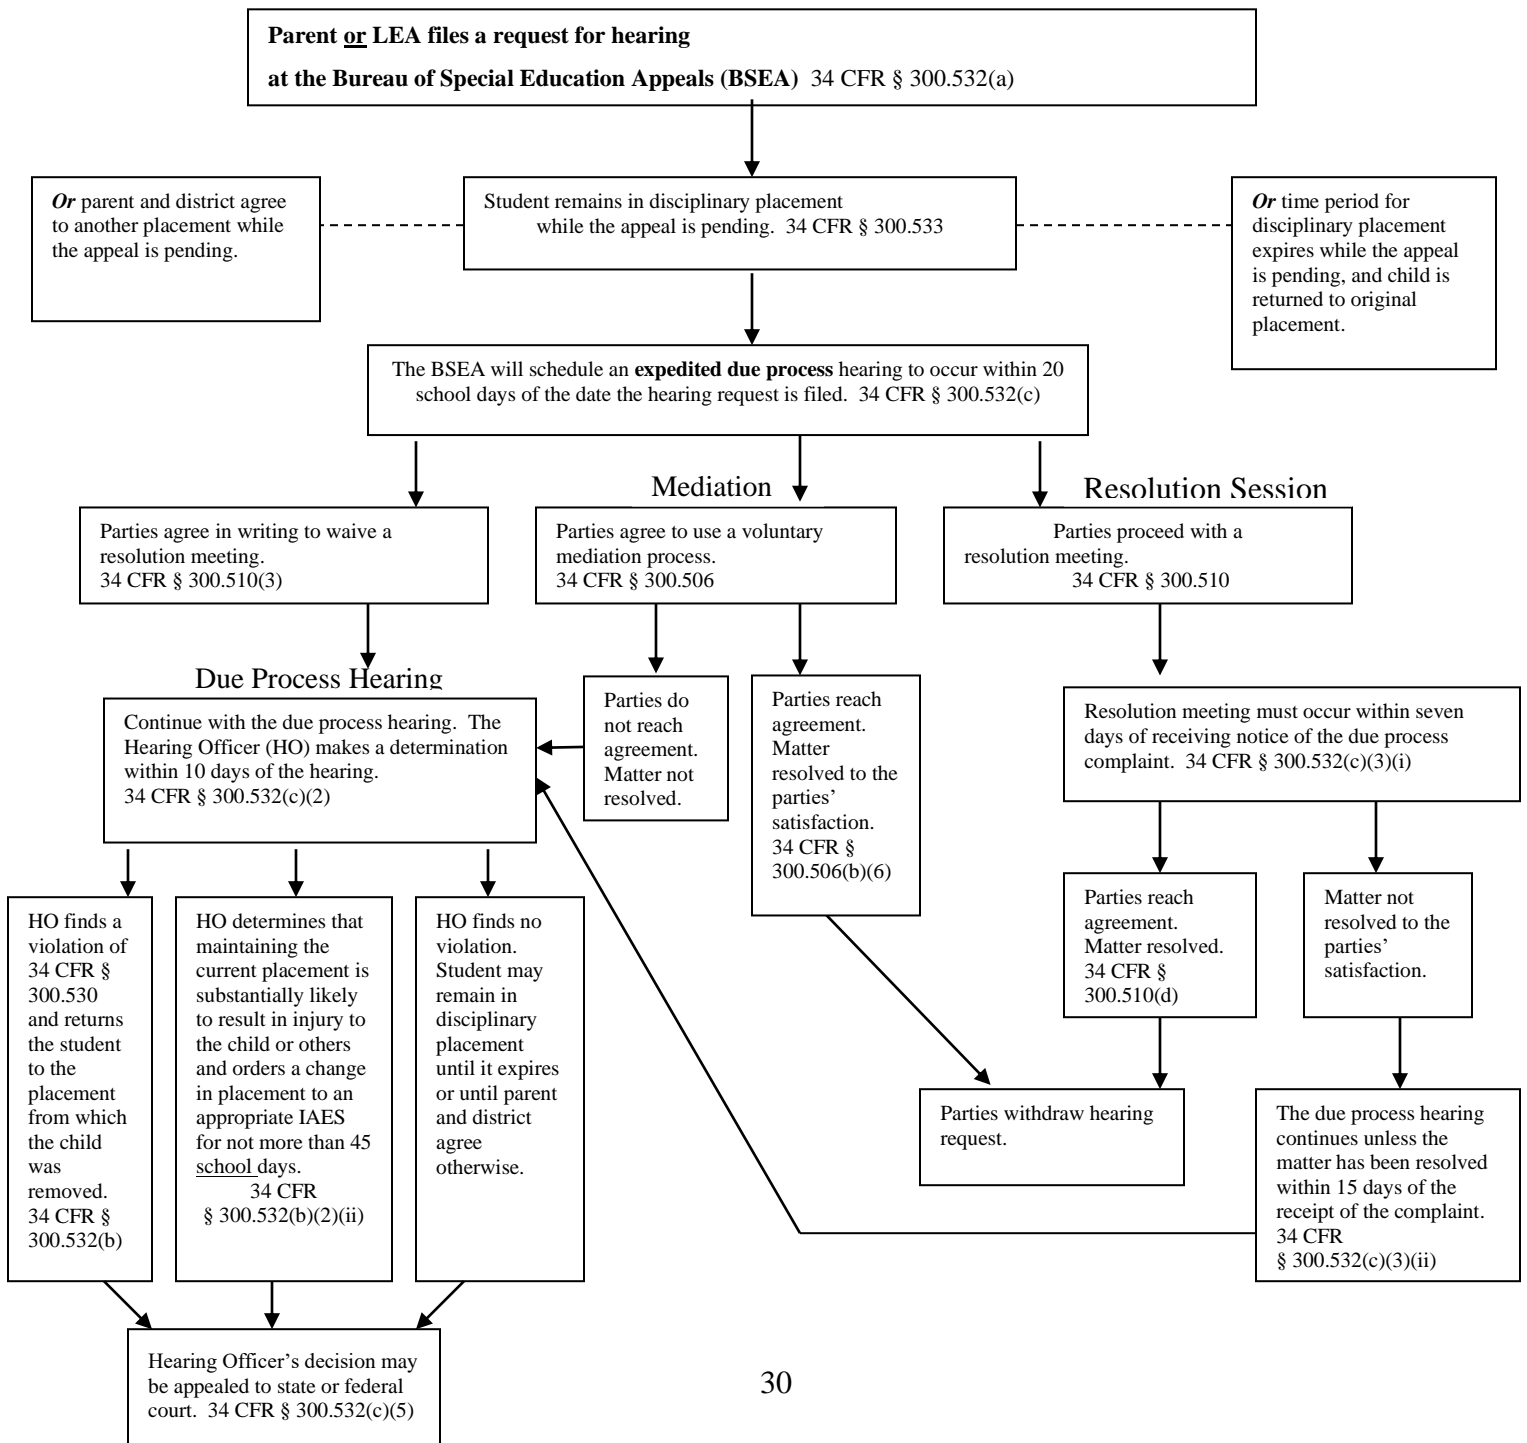 Parent or LEA files a request for hearing
at the Bureau of Special Education Appeals (BSEA) 34 CFR § 300.532(a)
Or parent and district agree
to another placement while
the appeal is pending.
Student remains in disciplinary placement
while the appeal is pending. 34 CFR § 300.533
Or time period for
disciplinary placement
expires while the appeal
is pending, and child is
returned to original
placement.
The BSEA will schedule an expedited due process hearing to occur within 20
school days of the date the hearing request is filed. 34 CFR § 300.532(c)
Mediation
Resolution Session
Parties agree in writing to waive a
resolution meeting.
34 CFR § 300.510(3)
Parties agree to use a voluntary
mediation process.
34 CFR § 300.506
Parties proceed with a
resolution meeting.
34 CFR § 300.510
Due Process Hearing
Continue with the due process hearing. The
Hearing Officer (HO) makes a determination
within 10 days of the hearing.
34 CFR § 300.532(c)(2)
Parties do
not reach
agreement.
Matter not
resolved.
Parties reach
agreement.
Matter
resolved to the
parties’
satisfaction.
34 CFR §
300.506(b)(6)
Resolution meeting must occur within seven
days of receiving notice of the due process
complaint. 34 CFR § 300.532(c)(3)(i)
HO finds a
violation of
34 CFR §
300.530
and returns
the student
to the
placement
from which
the child
was
removed.
34 CFR §
300.532(b)
HO determines that
maintaining the
current placement is
substantially likely
to result in injury to
the child or others
and orders a change
in placement to an
appropriate IAES
for not more than 45
school days.
34 CFR
§ 300.532(b)(2)(ii)
HO finds no
violation.
Student may
remain in
disciplinary
placement
until it expires
or until parent
and district
agree
otherwise.
Parties reach
agreement.
Matter resolved.
34 CFR §
300.510(d)
Matter not
resolved to the
parties’
satisfaction.
Parties withdraw hearing
request.
The due process hearing
continues unless the
matter has been resolved
within 15 days of the
receipt of the complaint.
34 CFR
§ 300.532(c)(3)(ii)
Hearing Officer’s decision may
be appealed to state or federal
court. 34 CFR § 300.532(c)(5)
30